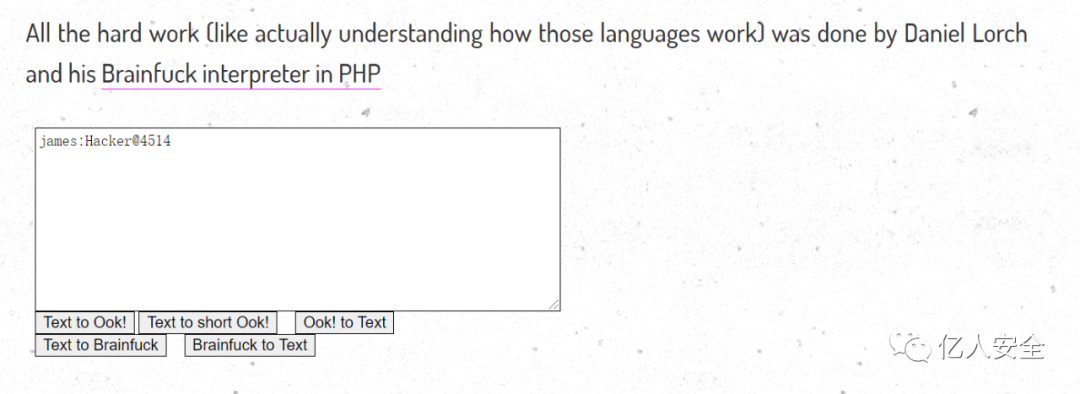 All the hard work (like actually understanding how those languages work) was done by Daniel Lorch
and his Brainfuck interpreter in PHP
james:Hacker@4514
Text to Ook! Text to short Ook! Ook! to Text
Text to Brainfuck Brainfuck to Text
亿人安全